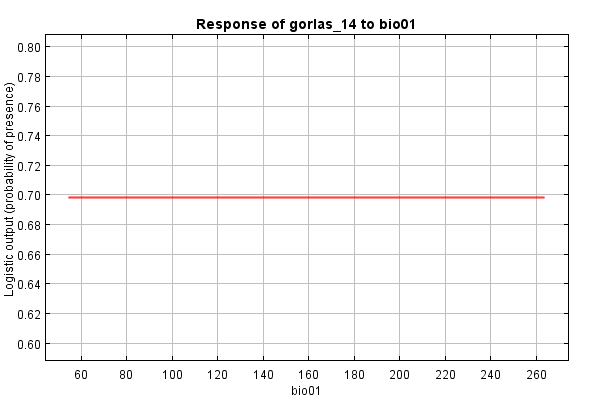 Response of gorlas_14 to bio01
Logistic output (probability of presence)
0.80
0.78
0.76
0.74
0.72
0.70
0.68
0.66
0.64
0.62
0.60
60 80 100 120 140 160 180 200 220 240 260
bio01